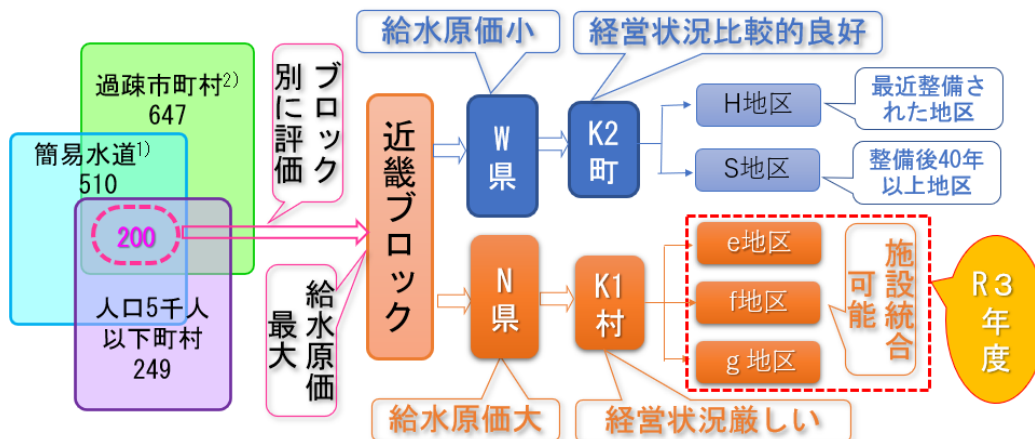 過疎市町村2)
647
簡易水道1)
510
200
人口5千人
以下町村
249
ブロック
別に評価
給水原価
最大
近畿ブロック
給水原価小
W
県
経営状況比較的良好
K2
町
H地区
最近整備さ
れた地区
S地区
整備後40年
以上地区
N
県
給水原価大
K1
村
経営状況厳しい
e地区
f地区
g地区
施設統合
可能
R3
年
度